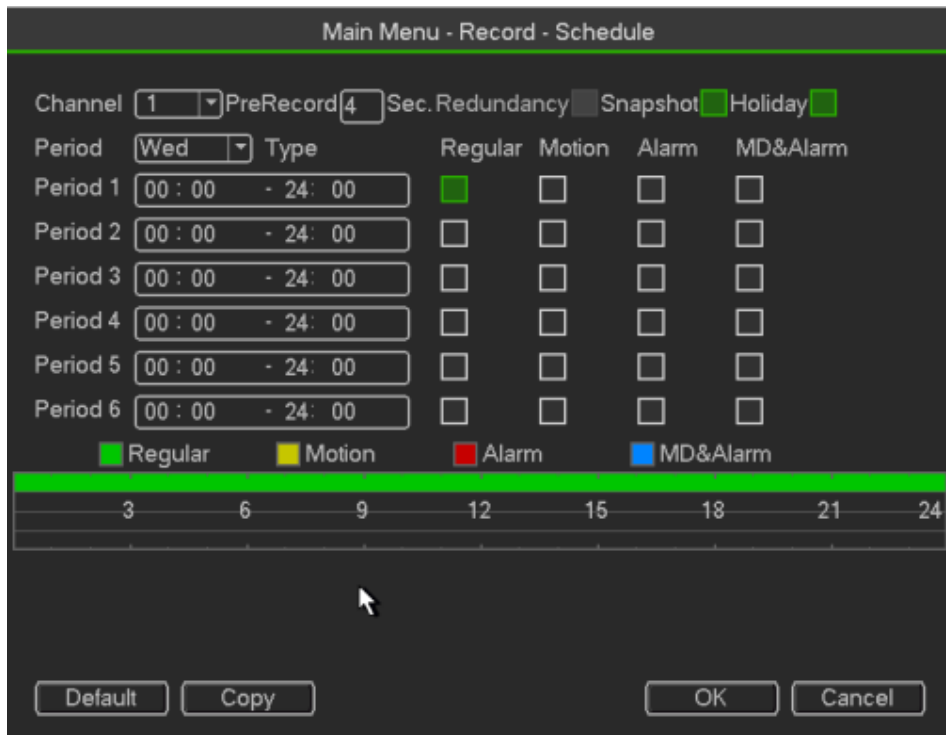 Main Menu - Record - Schedule
Channel 1 PreRecord 4 Sec. Redundancy Snapshot Holiday
Period Wed Type Regular Motion Alarm MD&Alarm
Period 1 00 : 00 - 24: 00
Period 2 00 : 00 - 24: 00
Period 3 00 : 00 - 24: 00
Period 4 00 : 00 - 24: 00
Period 5 00 : 00 - 24: 00
Period 6 00 : 00 - 24: 00
Regular Motion Alarm MD&Alarm
3 6 9 12 15 18 21 24
Default Copy OK Cancel